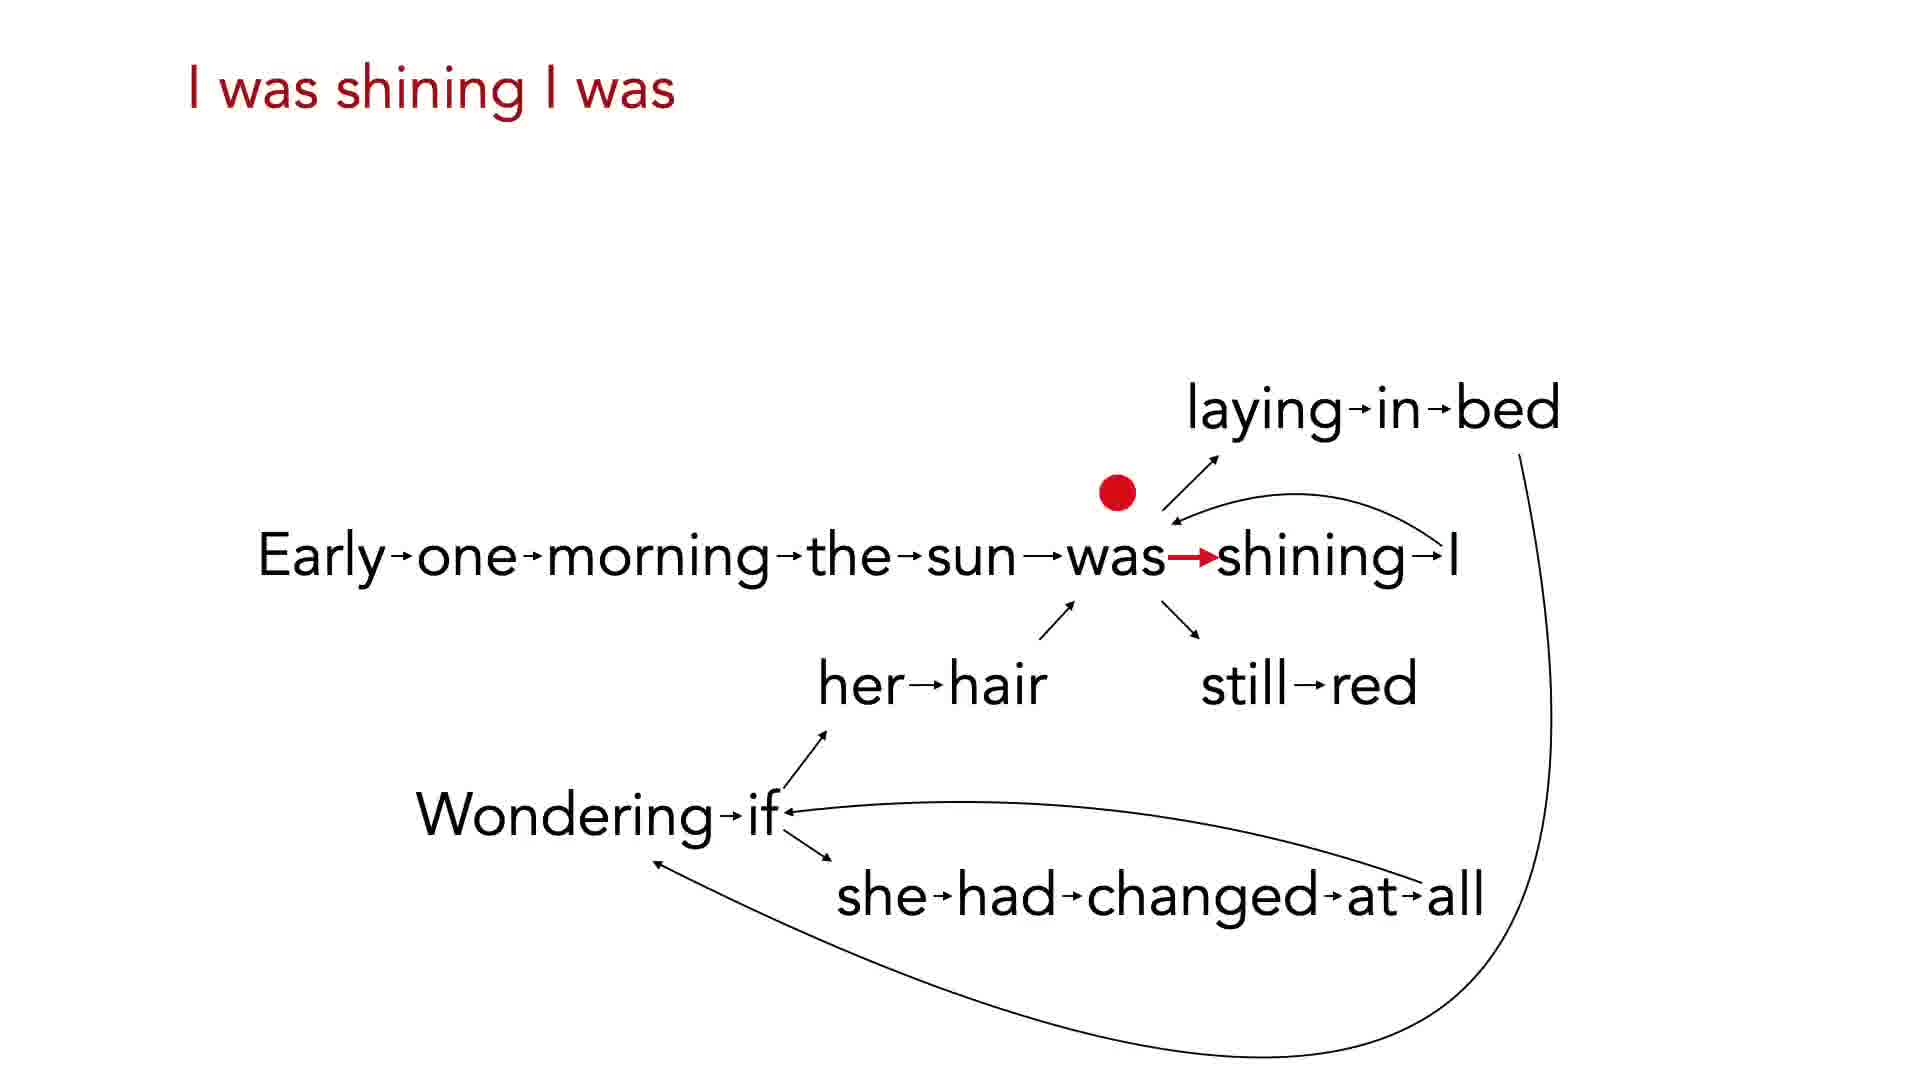 I was shining I was
laying in bed
Early one morning the sun was shining I
her hair still red
Wondering if
she had changed at all